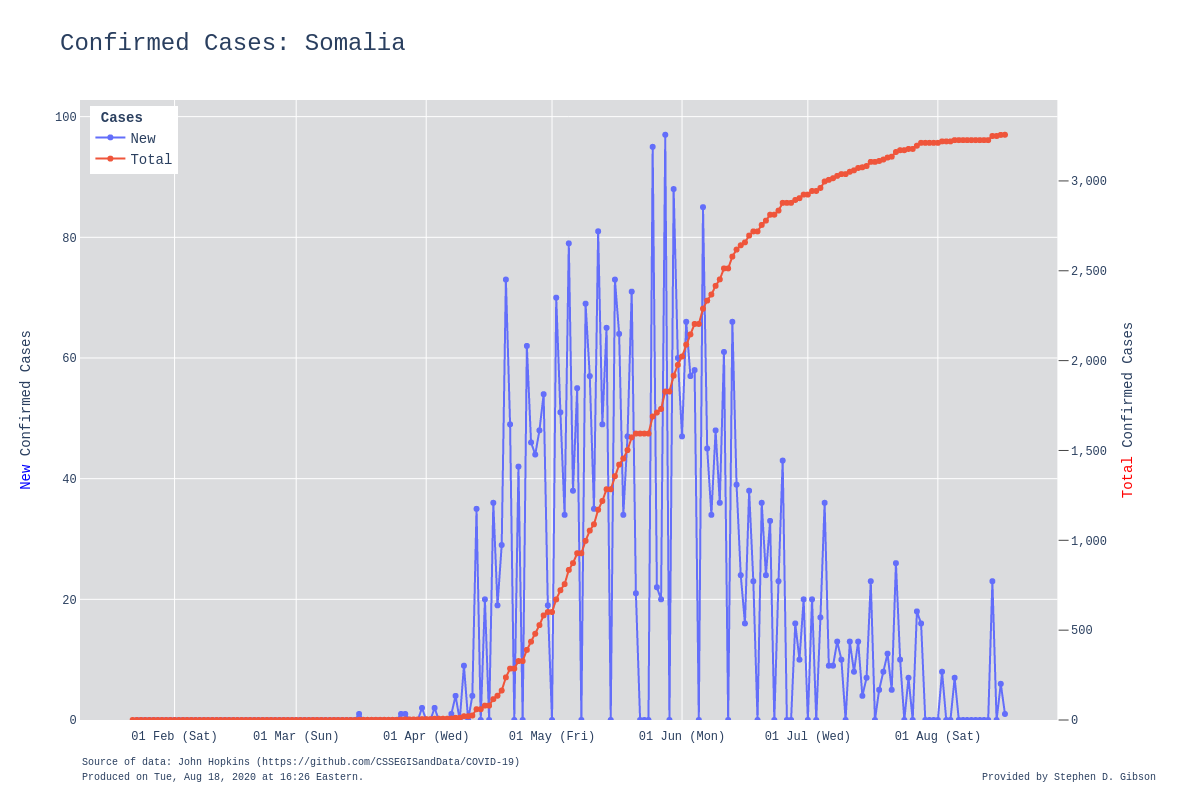 Confirmed Cases: Somalia
Cases
New
Total
100
80
60
40
20
0
New Confirmed Cases
3,000
2,500
2,000
1,500
1,000
500
0
Total Confirmed Cases
01 Feb (Sat)
01 Mar (Sun)
01 Apr (Wed)
01 May (Fri)
01 Jun (Mon)
01 Jul (Wed)
01 Aug (Sat)
Source of data: John Hopkins (https://github.com/CSSEGISandData/COVID-19)
Produced on Tue, Aug 18, 2020 at 16:26 Eastern.
Provided by Stephen D. Gibson